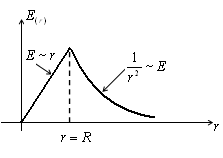 E₍ᵣ₎
E ~ r
1/r² ~ E
r
r = R